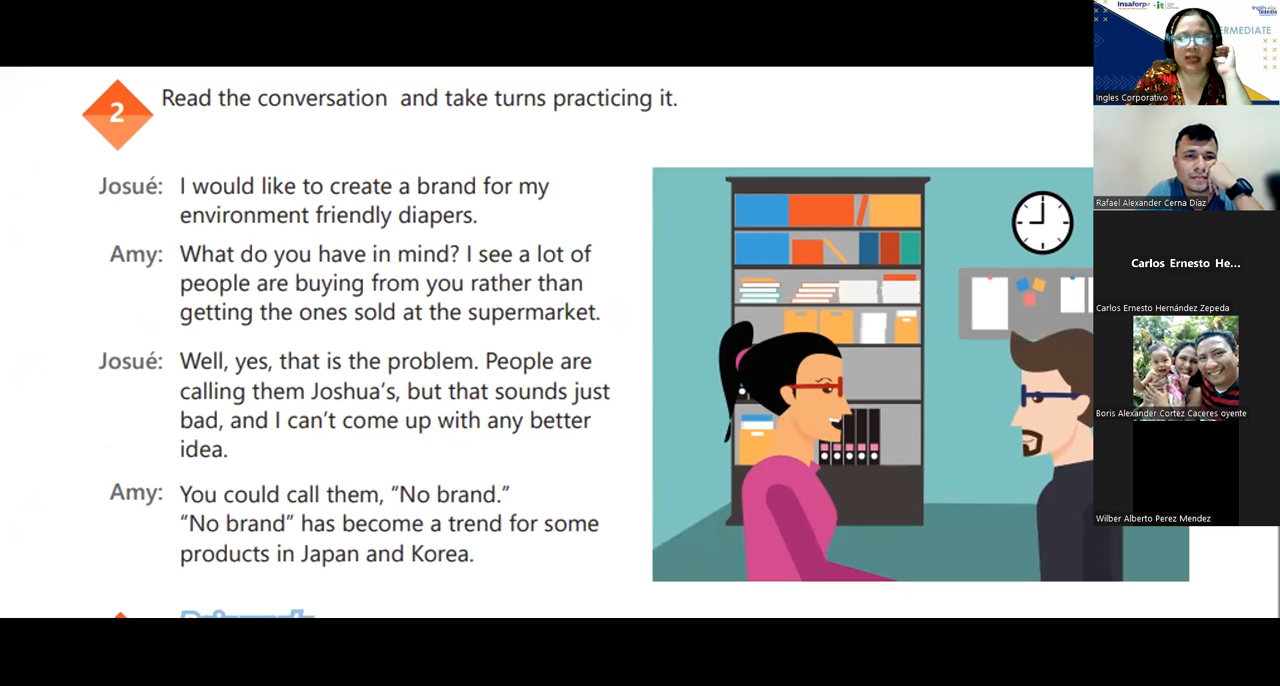 2
Read the conversation and take turns practicing it.
Josué: I would like to create a brand for my
environment friendly diapers.
Amy: What do you have in mind? I see a lot of
people are buying from you rather than
getting the ones sold at the supermarket.
Josué: Well, yes, that is the problem. People are
calling them Joshua’s, but that sounds just
bad, and I can’t come up with any better
idea.
Amy: You could call them, “No brand.”
“No brand” has become a trend for some
products in Japan and Korea.
Insaforp
ERMEDIATE
Ingles Corporativo
Rafael Alexander Cerna Díaz
Carlos Ernesto He...
Carlos Ernesto Hernández Zepeda
Boris Alexander Cortez Caceres oyente
Wilber Alberto Perez Mendez